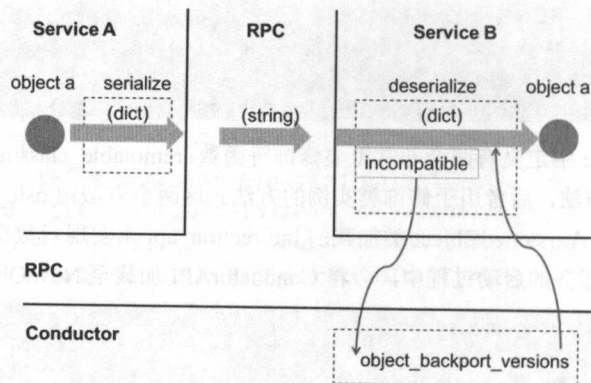 Service A
RPC
Service B
object a
serialize
deserialize
object a
(dict)
(string)
(dict)
incompatible
RPC
Conductor
object_backport_versions